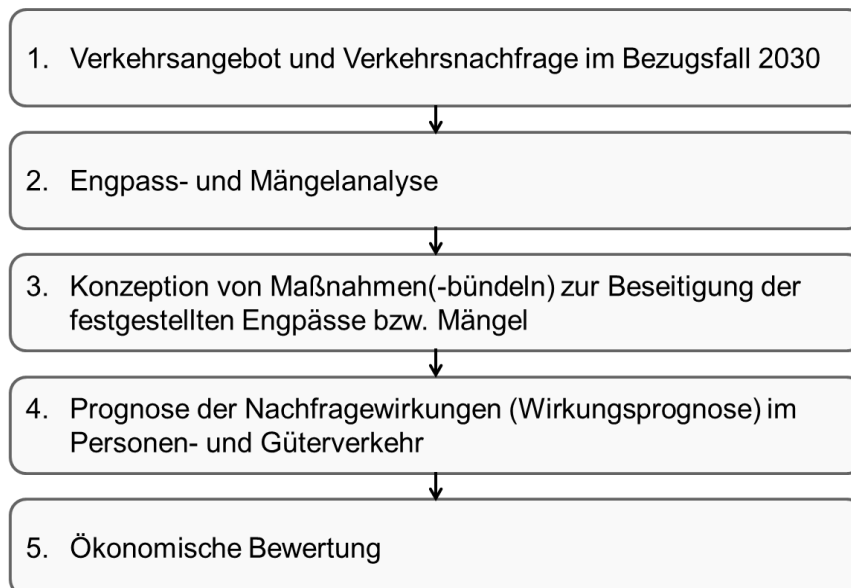 1. Verkehrsangebot und Verkehrsnachfrage im Bezugsfall 2030
2. Engpass- und Mängelanalyse
3. Konzeption von Maßnahmen(-bündeln) zur Beseitigung der
festgestellten Engpässe bzw. Mängel
4. Prognose der Nachfragewirkungen (Wirkungsprognose) im
Personen- und Güterverkehr
5. Ökonomische Bewertung